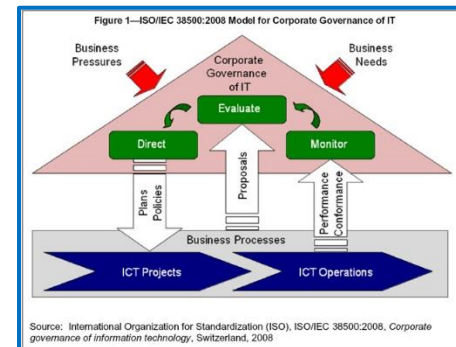 Figure 1—ISO/IEC 38500:2008 Model for Corporate Governance of IT
Business
Pressures
Business
Needs
Corporate
Governance
of IT
Evaluate
Direct
Monitor
Plans
Policies
Proposals
Performance
Conformance
Business Processes
ICT Projects
ICT Operations
Source: International Organization for Standardization (ISO), ISO/IEC 38500:2008, Corporate
governance of information technology, Switzerland, 2008